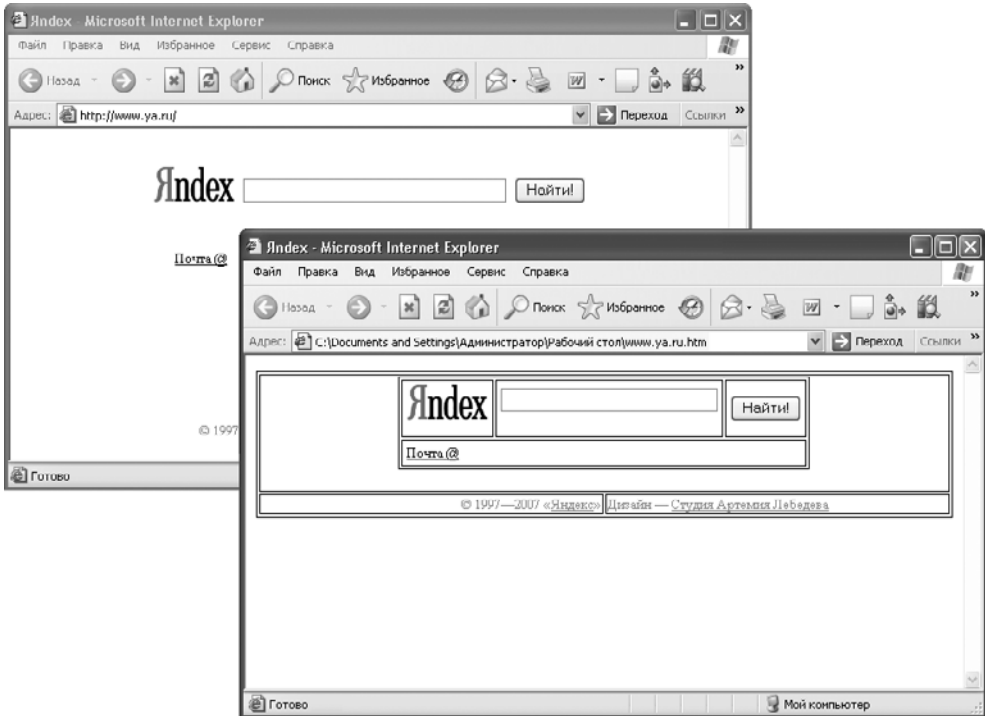 Яndex - Microsoft Internet Explorer
Файл Правка Вид Избранное Сервис Справка
Назад Поиск Избранное »
Адрес: http://www.ya.ru/ Переход Ссылки »
Яndex Найти!
Почта@
© 1997
Готово
Яndex - Microsoft Internet Explorer
Файл Правка Вид Избранное Сервис Справка
Назад Поиск Избранное »
Адрес: C:\Documents and Settings\Администратор\Рабочий стол\www.ya.ru.htm Переход Ссылки »
Яndex Найти!
Почта@
© 1997—2007 «Яндекс» Дизайн — Студия Артемия Лебедева
Готово Мой компьютер